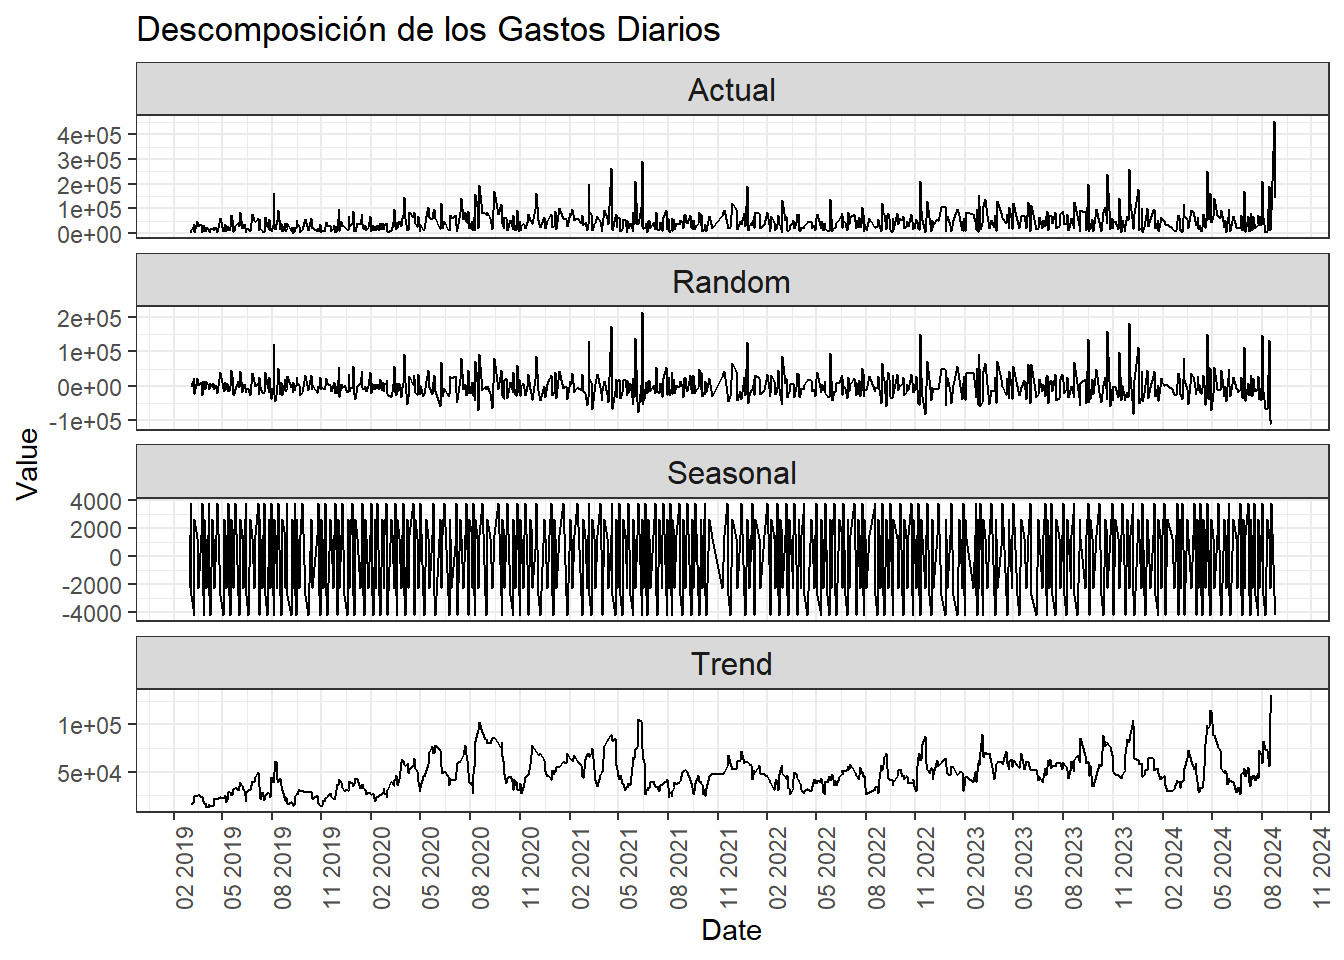 Descomposición de los Gastos Diarios
Actual
4e+05
3e+05
2e+05
1e+05
0e+00
Random
2e+05
1e+05
0e+00
-1e+05
Value
Seasonal
4000
2000
0
-2000
-4000
Trend
1e+05
5e+04
02 2019
05 2019
08 2019
11 2019
02 2020
05 2020
08 2020
11 2020
02 2021
05 2021
08 2021
11 2021
02 2022
05 2022
08 2022
11 2022
02 2023
05 2023
08 2023
11 2023
02 2024
05 2024
08 2024
11 2024
Date